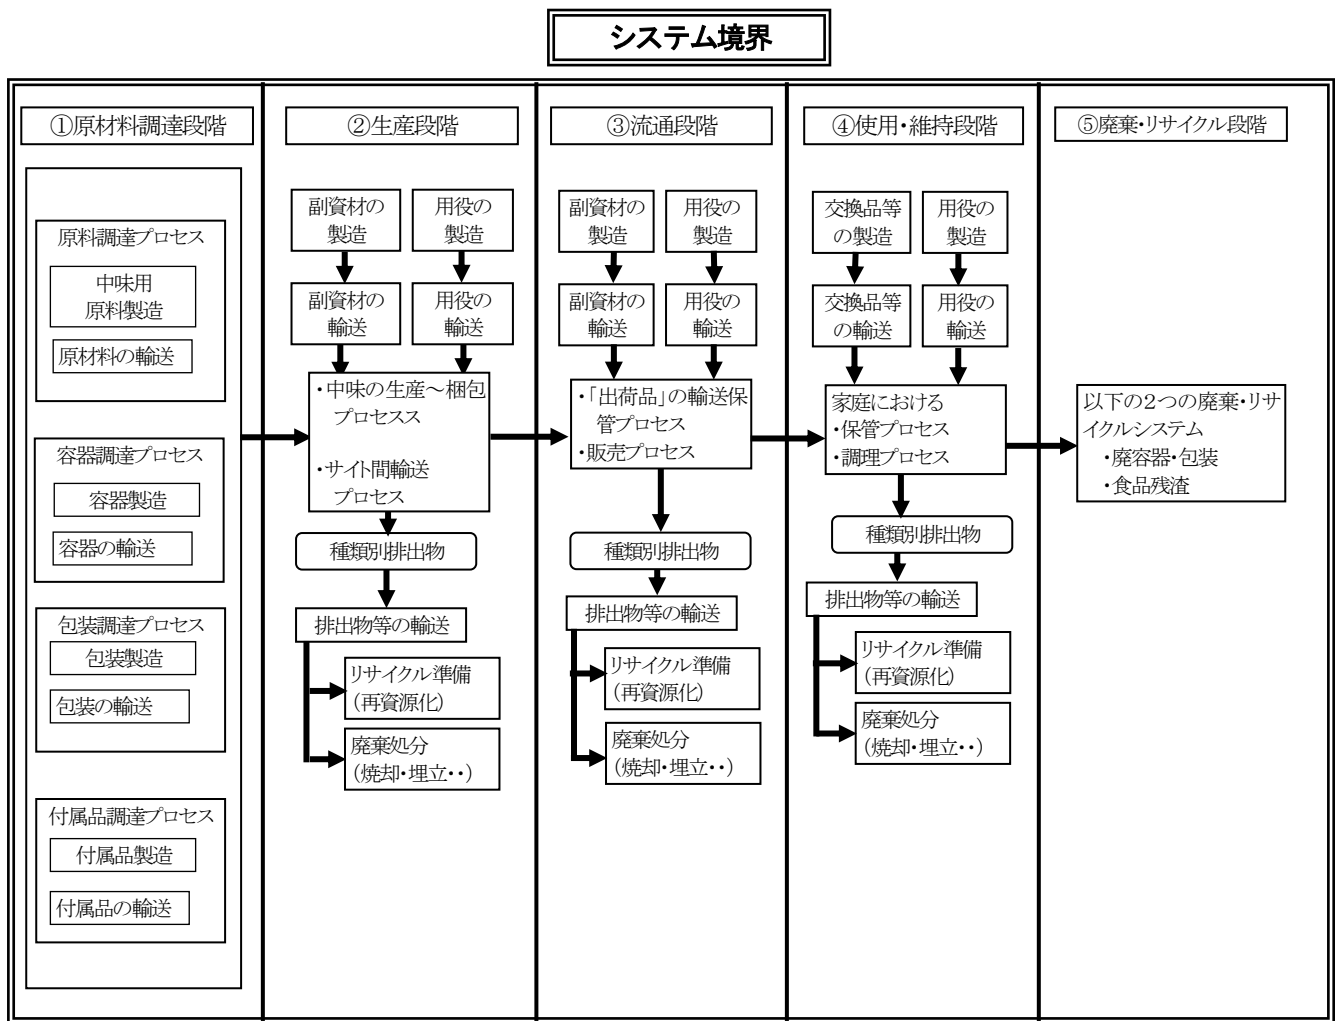 システム境界
①原材料調達段階
原料調達プロセス
中味用
原料製造
原材料の輸送
容器調達プロセス
容器製造
容器の輸送
包装調達プロセス
包装製造
包装の輸送
付属品調達プロセス
付属品製造
付属品の輸送
②生産段階
副資材の
製造
用役の
製造
副資材の
輸送
用役の
輸送
・中味の生産～梱包
プロセスス
・サイト間輸送
プロセス
種類別排出物
排出物等の輸送
リサイクル準備
（再資源化）
廃棄処分
（焼却・埋立・・）
③流通段階
副資材の
製造
用役の
製造
副資材の
輸送
用役の
輸送
・「出荷品」の輸送保
管プロセス
・販売プロセス
種類別排出物
排出物等の輸送
リサイクル準備
（再資源化）
廃棄処分
（焼却・埋立・・）
④使用・維持段階
交換品等
の製造
用役の
製造
交換品等
の輸送
用役の
輸送
家庭における
・保管プロセス
・調理プロセス
種類別排出物
排出物等の輸送
リサイクル準備
（再資源化）
廃棄処分
（焼却・埋立・・）
⑤廃棄・リサイクル段階
以下の２つの廃棄・リサ
イクルシステム
・廃容器・包装
・食品残渣